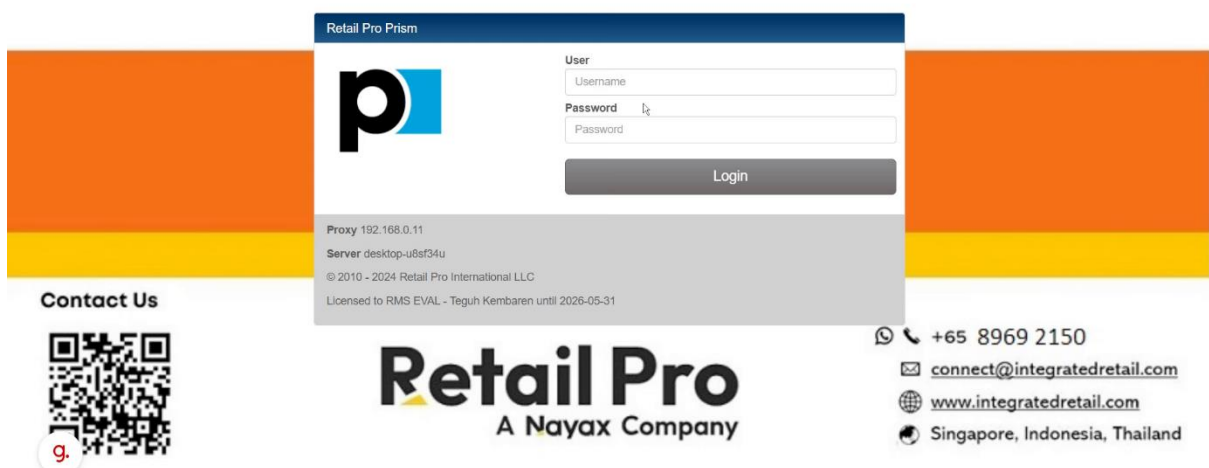 Retail Pro Prism
User
Username
Password
Password
Login
Proxy 192.168.0.11
Server desktop-u8sf34u
© 2010 - 2024 Retail Pro International LLC
Licensed to RMS EVAL - Teguh Kembaren until 2026-05-31
Contact Us
g.
Retail Pro
A Nayax Company
+65 8969 2150
connect@integratedretail.com
www.integratedretail.com
Singapore, Indonesia, Thailand